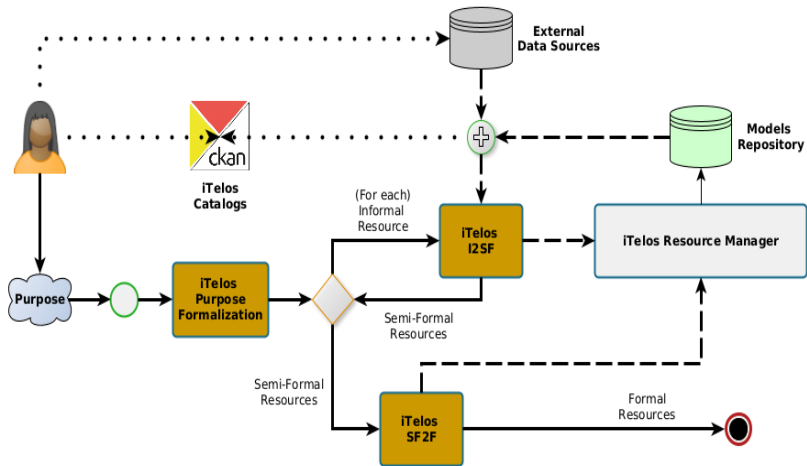 External
Data Sources
ckan
iTelos
Catalogs
Models
Repository
(For each)
Informal
Resource
iTelos
I2SF
iTelos Resource Manager
Purpose
iTelos
Purpose
Formalization
Semi-Formal
Resources
Semi-Formal
Resources
iTelos
SF2F
Formal
Resources